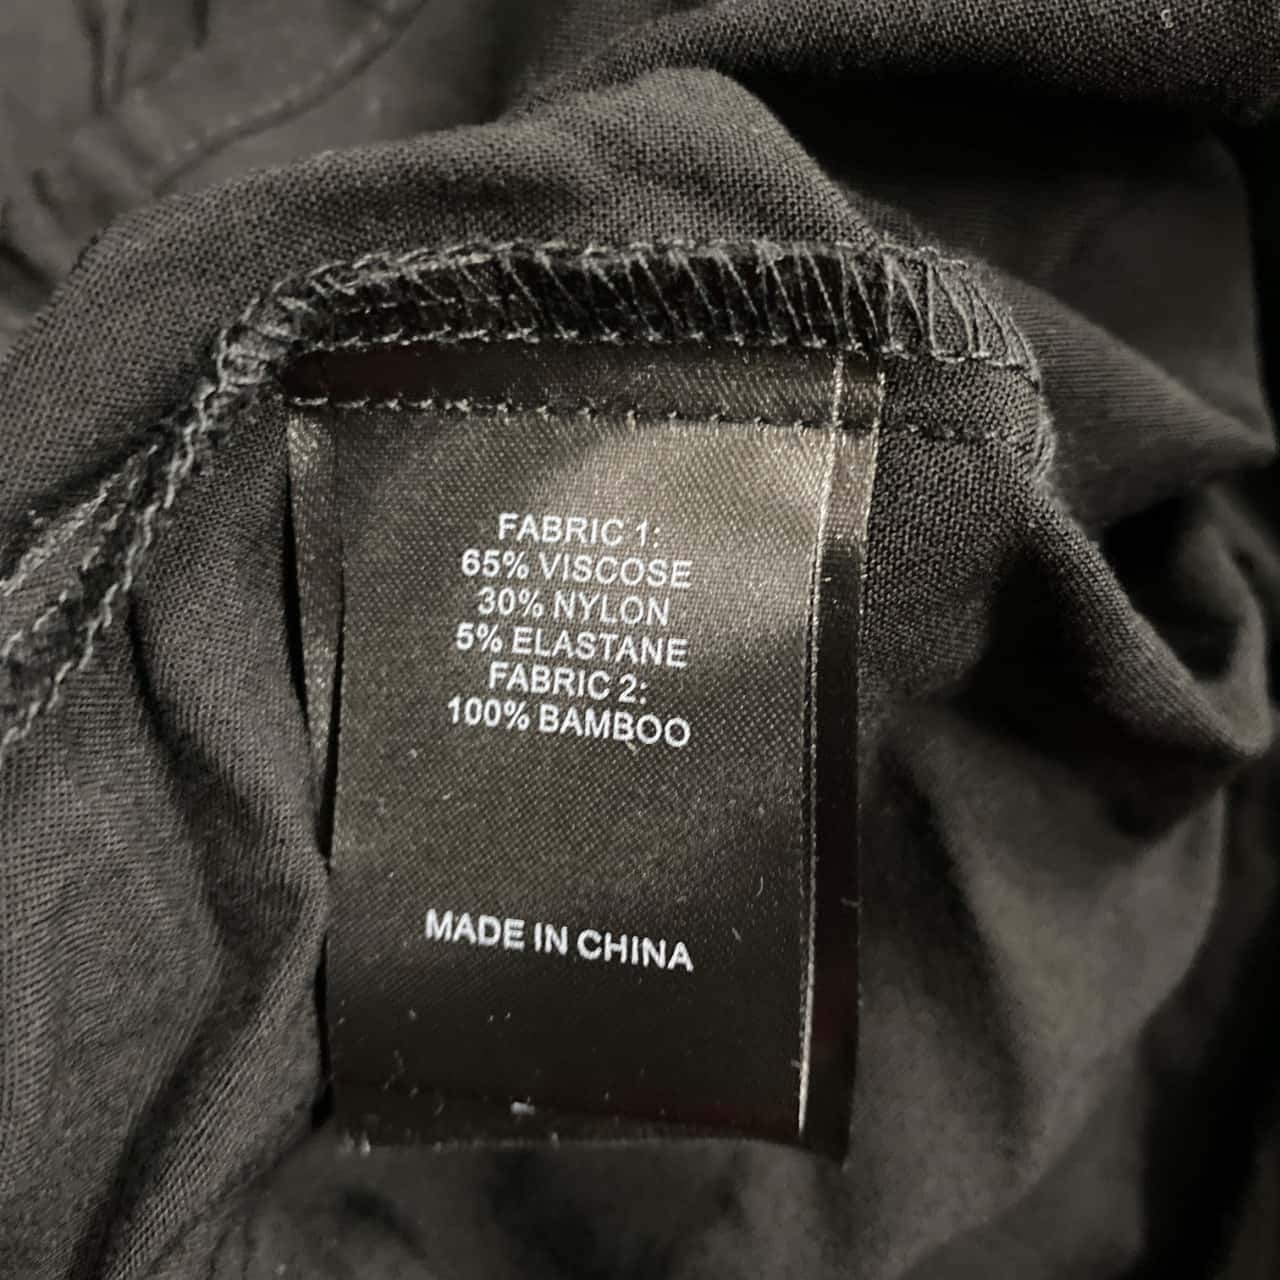 FABRIC 1:
65% VISCOSE
30% NYLON
5% ELASTANE
FABRIC 2:
100% BAMBOO
MADE IN CHINA